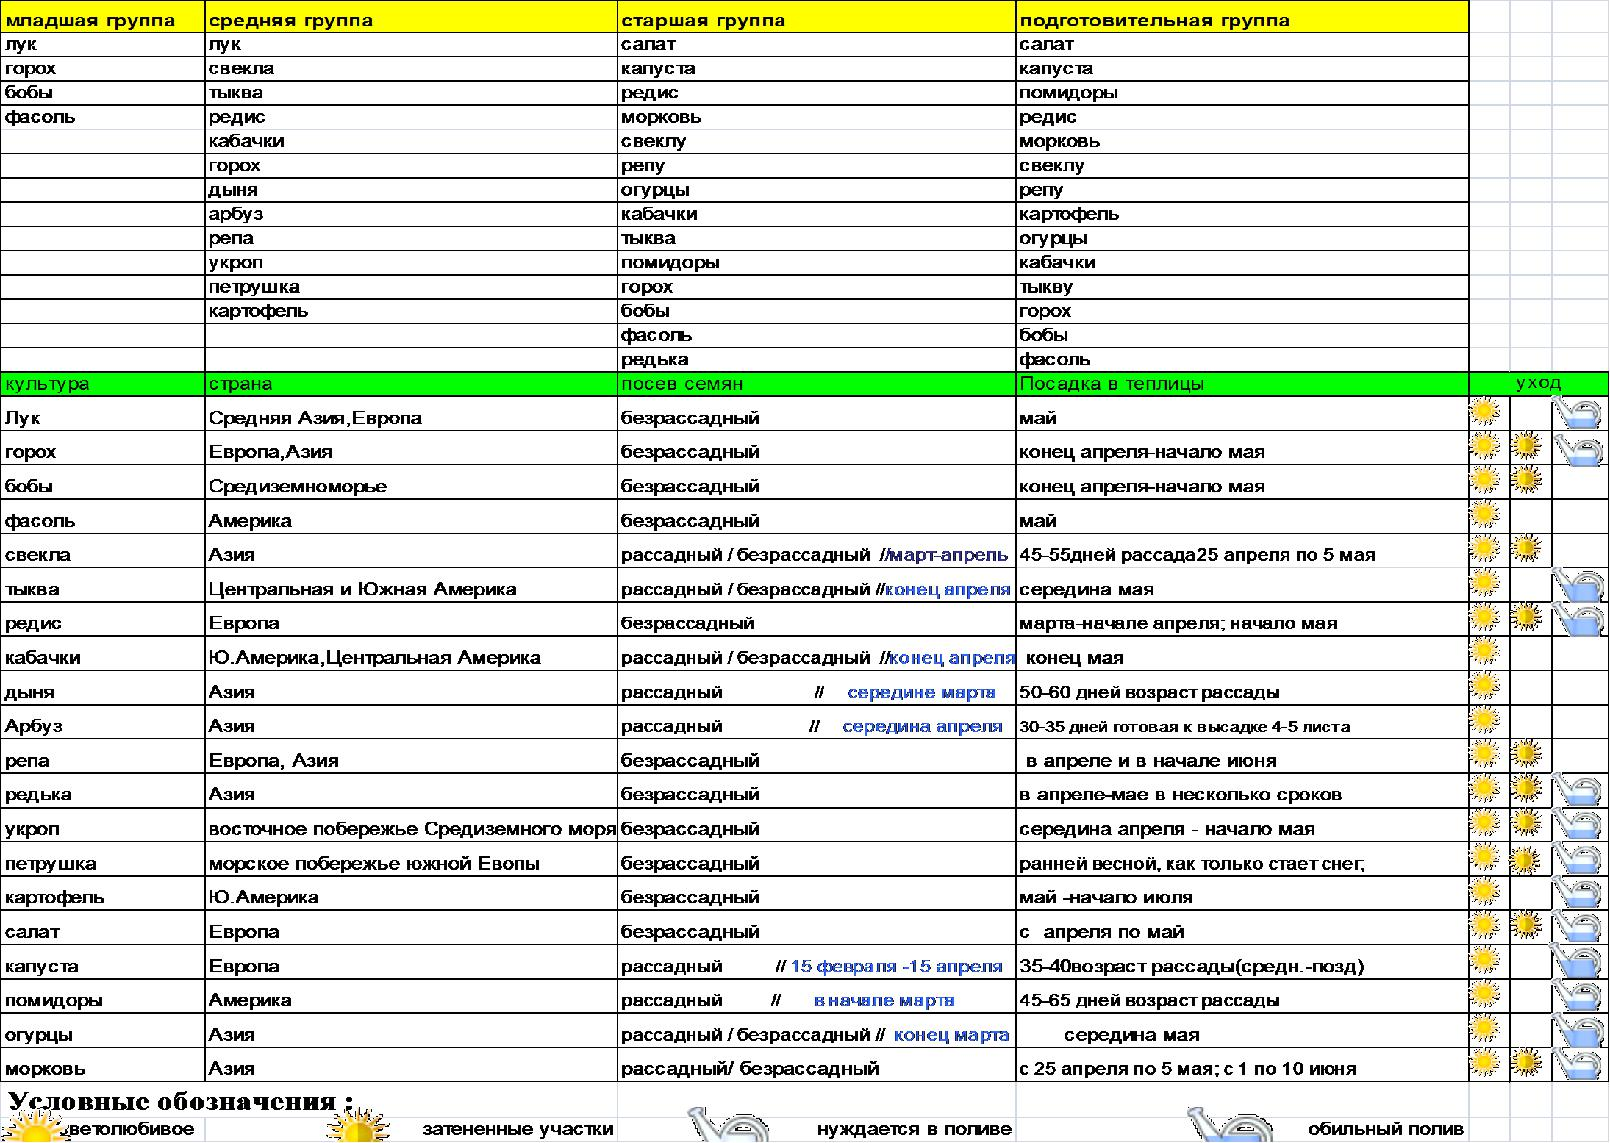 младшая группа средняя группа старшая группа подготовительная группа
лук лук салат салат
горох свекла капуста капуста
бобы тыква редис помидоры
фасоль редис морковь редис
кабачки свеклу морковь
горох репу свеклу
дыня огурцы репу
арбуз кабачки картофель
репа тыква огурцы
укроп помидоры кабачки
петрушка горох тыкву
картофель бобы горох
фасоль бобы
редька фасоль
культура страна посев семян Посадка в теплицы уход
Лук Средняя Азия,Европа безрассадный май
горох Европа,Азия безрассадный конец апреля-начало мая
бобы Средиземноморье безрассадный конец апреля-начало мая
фасоль Америка безрассадный май
свекла Азия рассадный / безрассадный //март-апрель 45-55дней рассада25 апреля по 5 мая
тыква Центральная и Южная Америка рассадный / безрассадный //конец апреля середина мая
редис Европа безрассадный марта-начале апреля; начало мая
кабачки Ю.Америка,Центральная Америка рассадный / безрассадный //конец апреля конец мая
дыня Азия рассадный // середине марта 50-60 дней возраст рассады
Арбуз Азия рассадный // середина апреля 30-35 дней готовая к высадке 4-5 листа
репа Европа, Азия безрассадный в апреле и в начале июня
редька Азия безрассадный в апреле-мае в несколько сроков
укроп восточное побережье Средиземного моря безрассадный середина апреля - начало мая
петрушка морское побережье южной Евопы безрассадный ранней весной, как только стает снег,
картофель Ю.Америка безрассадный май -начало июля
салат Европа безрассадный с апреля по май
капуста Европа рассадный // 15 февраля -15 апреля 35-40возраст рассады(средн.-позд)
помидоры Америка рассадный // в начале марта 45-65 дней возраст рассады
огурцы Азия рассадный / безрассадный // конец марта середина мая
морковь Азия рассадный/ безрассадный с 25 апреля по 5 мая; с 1 по 10 июня
Условные обозначения :
ветолюбивое затененные участки нуждается в поливе обильный полив